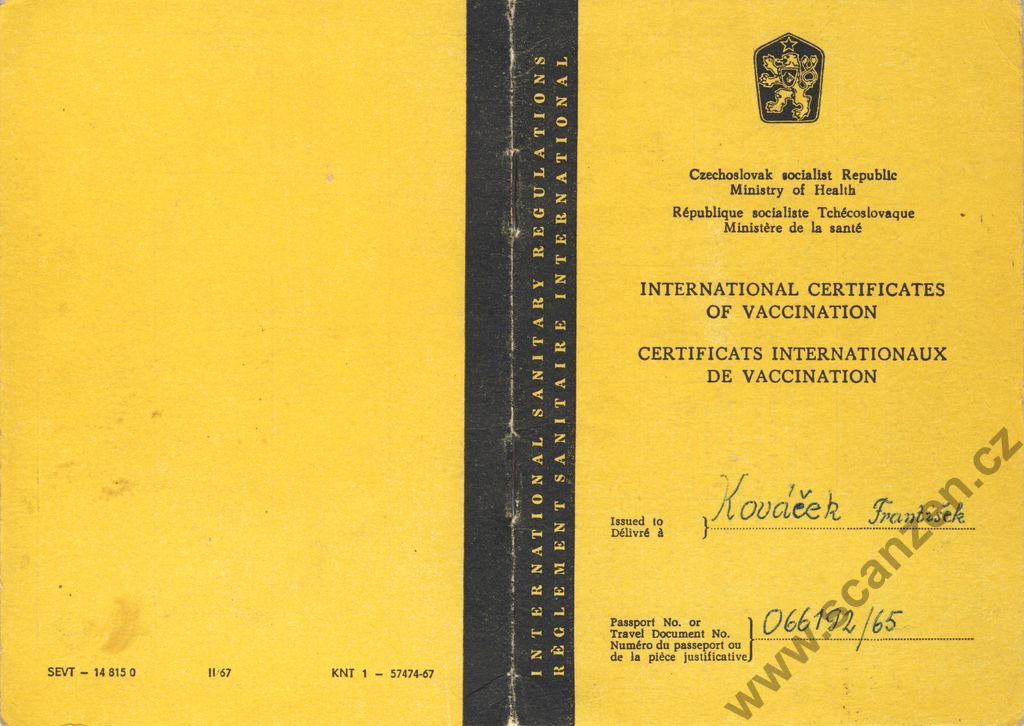 SEVT – 14 815 0 II/67 KNT 1 – 57474-67
INTERNATIONAL SANITARY REGULATIONS
RÈGLEMENT SANITAIRE INTERNATIONAL
Czechoslovak socialist Republic
Ministry of Health
République socialiste Tchécoslovaque
Ministère de la santé
INTERNATIONAL CERTIFICATES
OF VACCINATION
CERTIFICATS INTERNATIONAUX
DE VACCINATION
Issued to
Délivré à
Kováček František
Passport No. or
Travel Document No.
Numéro du passeport ou
de la pièce justificative
066192/65
www.scanzen.cz